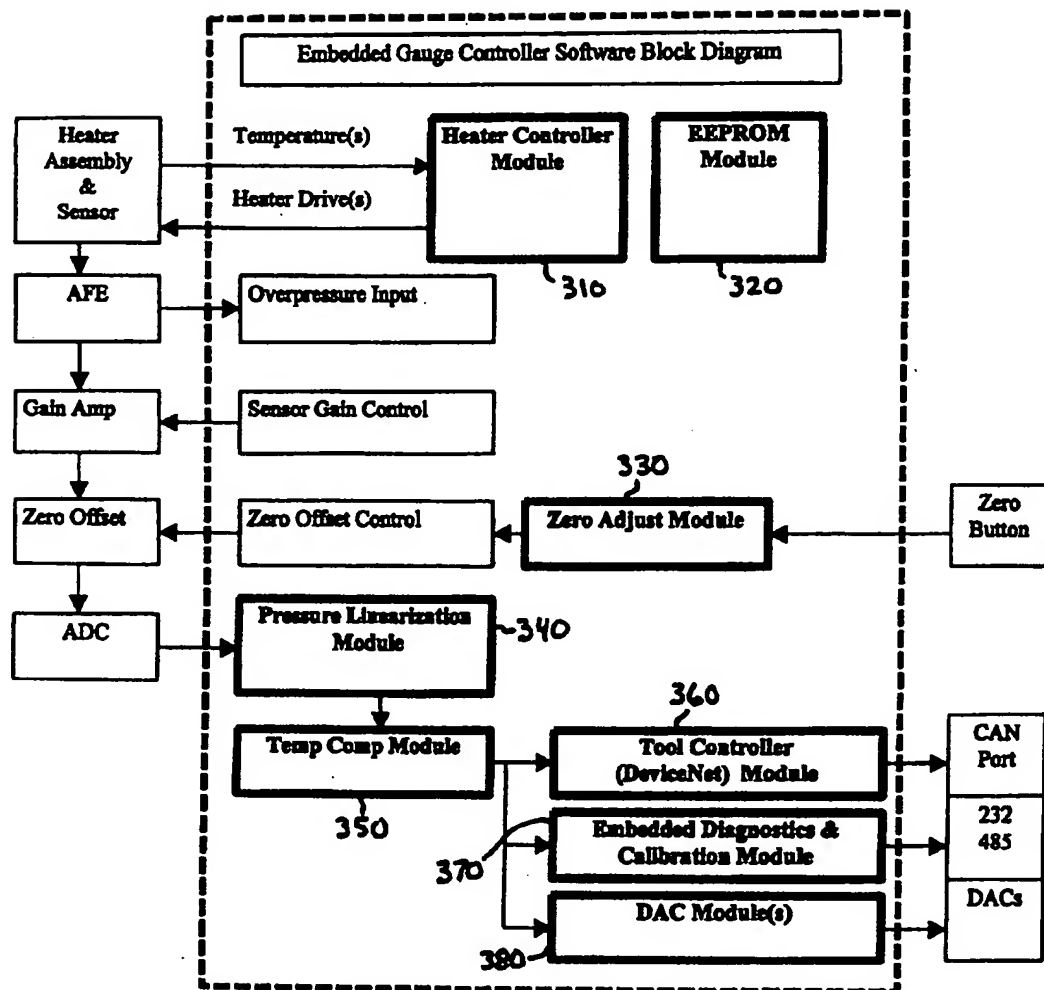 Embedded Gauge Controller Software Block Diagram
Heater
Assembly
&
Sensor
Temperature(s)
Heater Drive(s)
Heater Controller
Module
310
EEPROM
Module
320
AFE
Overpressure Input
Gain Amp
Sensor Gain Control
330
Zero Offset
Zero Offset Control
Zero Adjust Module
Zero
Button
ADC
Pressure Linearization
Module
340
360
Temp Comp Module
350
Tool Controller
(DeviceNet) Module
CAN
Port
370
Embedded Diagnostics &
Calibration Module
232
485
380
DAC Module(s)
DACs